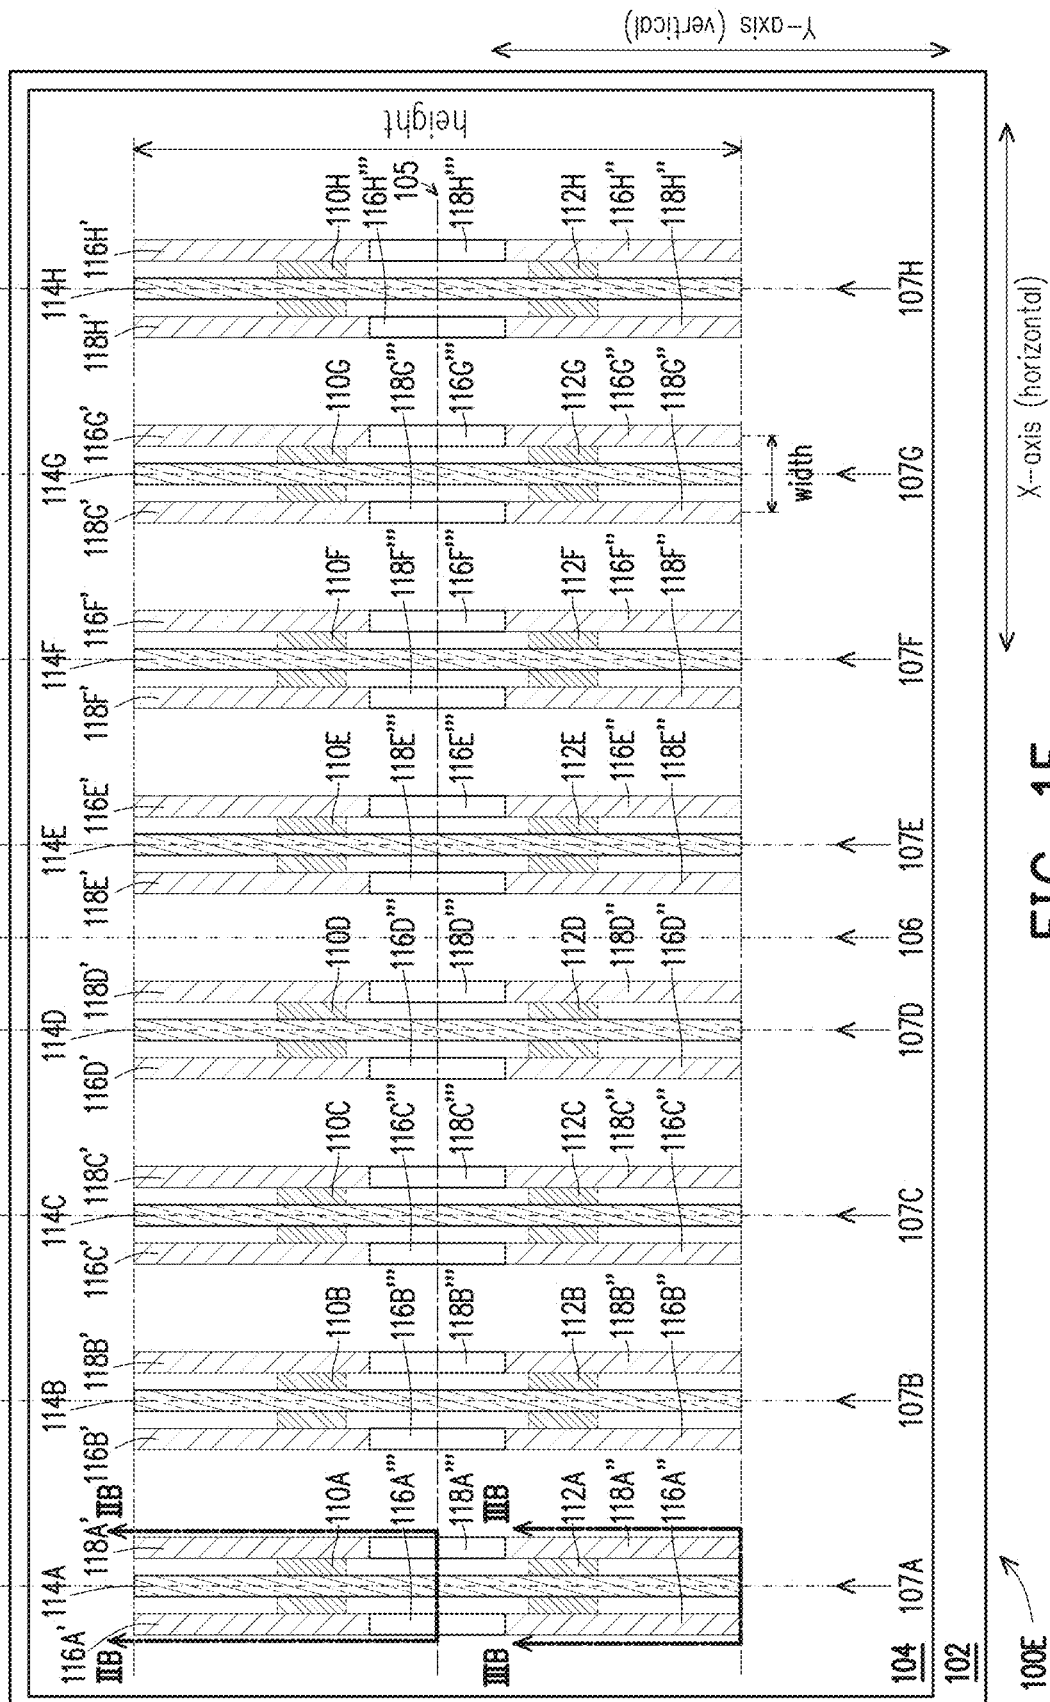 114A 114B 114C 114D 114E 114F 114G 114H
116A' 118A' 116B' 118B' 116C' 118C' 116D' 118D' 118E' 116E' 118F' 116F' 118G' 116G' 118H' 116H'
IIB IIB
110A 110B 110C 110D 110E 110F 110G 110H
116A''' 116B''' 116C''' 116D''' 118E''' 118F''' 118G''' 116H'''
105
118A''' 118B''' 118C''' 118D''' 116E''' 116F''' 116G''' 118H'''
height
IIIB IIIB
112A 112B 112C 112D 112E 112F 112G 112H
118A'' 118B'' 118C'' 118D'' 116E'' 116F'' 116G'' 116H''
116A'' 116B'' 116C'' 116D'' 118E'' 118F'' 118G'' 118H''
Y-axis (vertical)
width
107A 107B 107C 107D 106 107E 107F 107G 107H
104
102
X-axis (horizontal)
100E